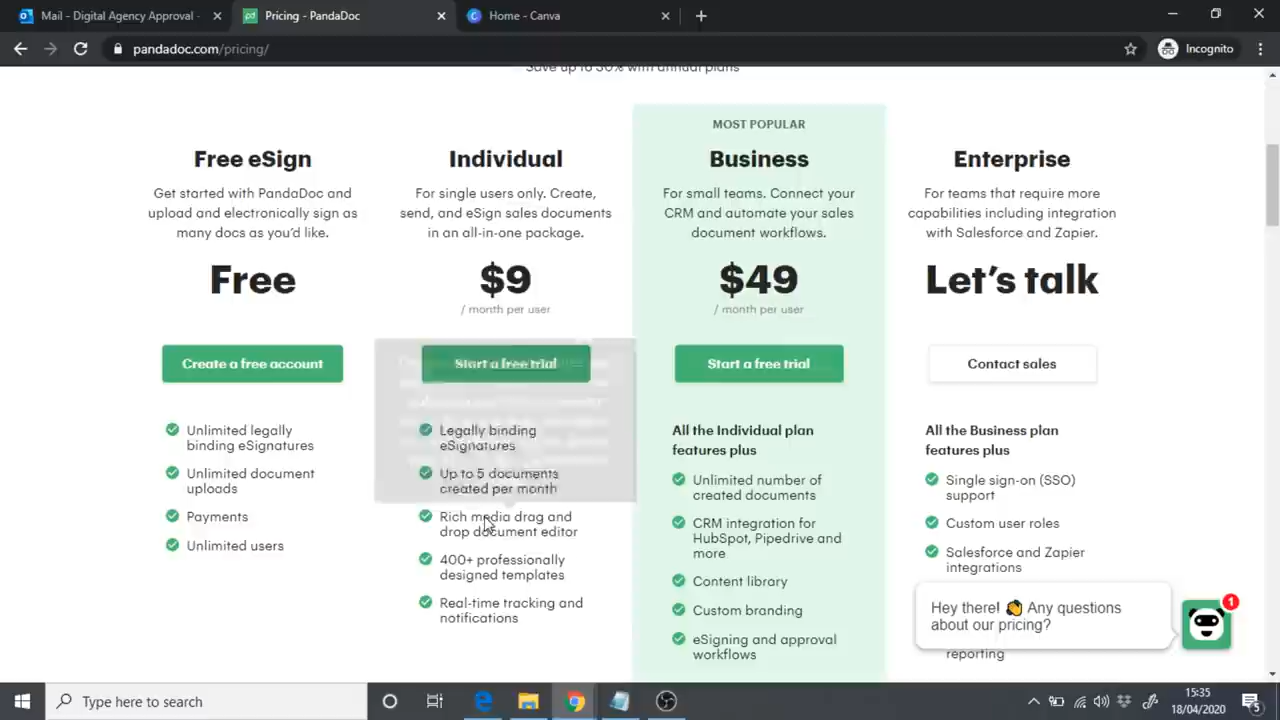 Mail - Digital Agency Approval -
Pricing - PandaDoc
Home - Canva
pandadoc.com/pricing/
Incognito
Save up to 30% with annual plans
Free eSign
Get started with PandaDoc and
upload and electronically sign as
many docs as you'd like.
Free
Create a free account
Unlimited legally
binding eSignatures
Unlimited document
uploads
Payments
Unlimited users
Individual
For single users only. Create,
send, and eSign sales documents
in an all-in-one package.
$9
/ month per user
Start a free trial
Legally binding
eSignatures
Up to 5 documents
created per month
Rich media drag and
drop document editor
400+ professionally
designed templates
Real-time tracking and
notifications
MOST POPULAR
Business
For small teams. Connect your
CRM and automate your sales
document workflows.
$49
/ month per user
Start a free trial
All the Individual plan
features plus
Unlimited number of
created documents
CRM integration for
HubSpot, Pipedrive and
more
Content library
Custom branding
eSigning and approval
workflows
Enterprise
For teams that require more
capabilities including integration
with Salesforce and Zapier.
Let's talk
Contact sales
All the Business plan
features plus
Single sign-on (SSO)
support
Custom user roles
Salesforce and Zapier
integrations
reporting
Hey there! 👋 Any questions
about our pricing?
1
Type here to search
15:35
18/04/2020
5